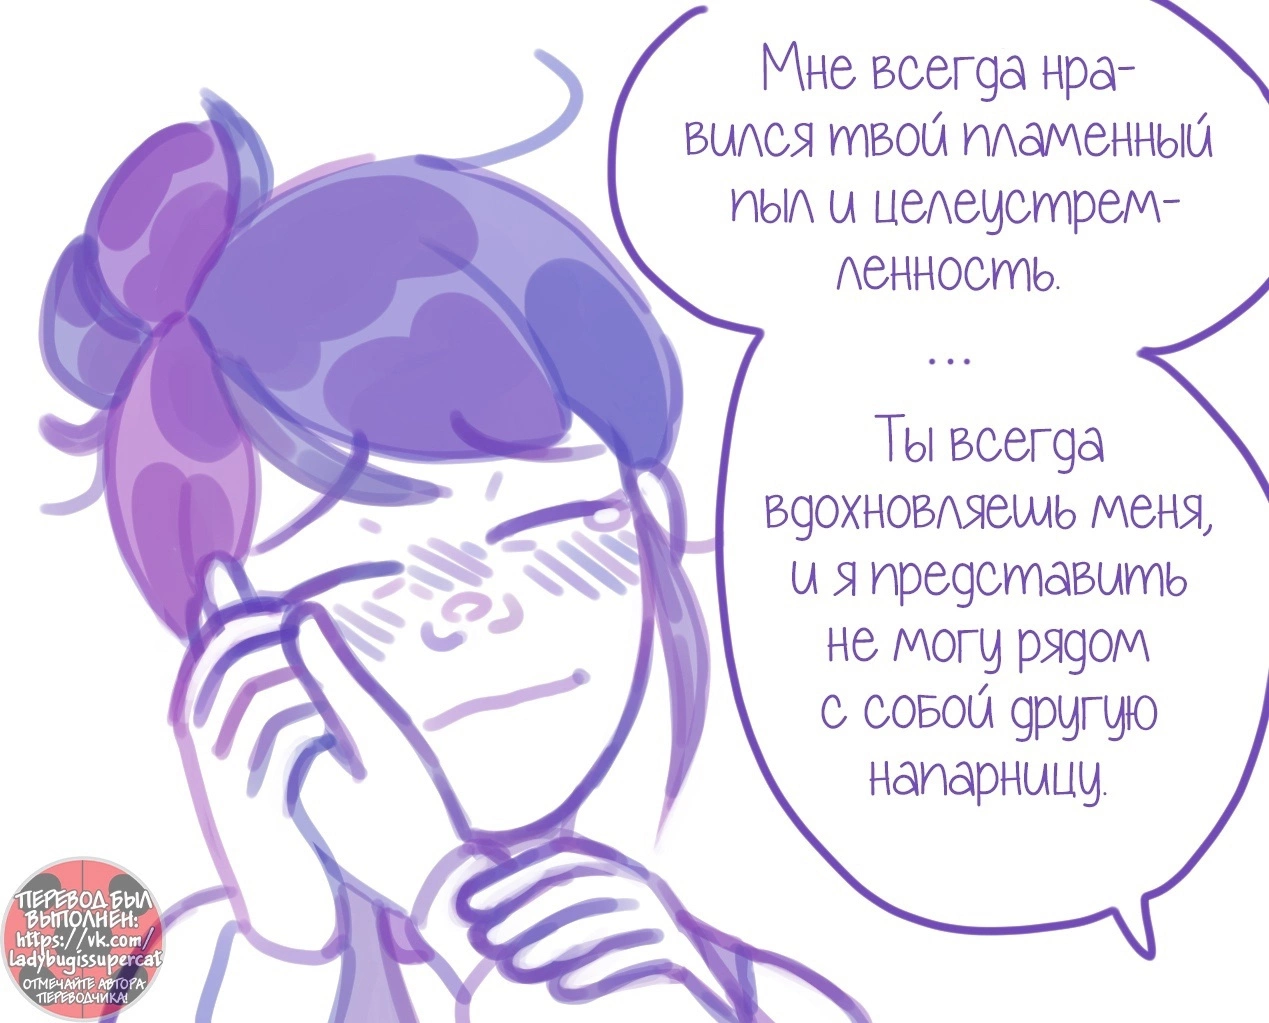 Мне всегда нра-
вился твой пламенный
пыл и целеустрем-
ленность.
...
Ты всегда
вдохновляешь меня,
и я представить
не могу рядом
с собой другую
напарницу.
ПЕРЕВОД БЫЛ
ВЫПОЛНЕН:
https://vk.com/
ladybugissupercat
ОТМЕЧАЙТЕ АВТОРА
ПЕРЕВОДЧИКА!